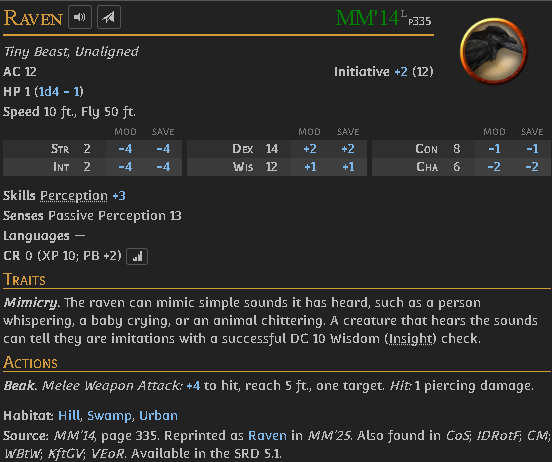 RAVEN MM'14 L P335
Tiny Beast, Unaligned
AC 12 Initiative +2 (12)
HP 1 (1d4 − 1)
Speed 10 ft., Fly 50 ft.
MOD SAVE MOD SAVE MOD SAVE
STR 2 −4 −4 DEX 14 +2 +2 CON 8 −1 −1
INT 2 −4 −4 WIS 12 +1 +1 CHA 6 −2 −2
Skills Perception +3
Senses Passive Perception 13
Languages —
CR 0 (XP 10; PB +2)
TRAITS
Mimicry. The raven can mimic simple sounds it has heard, such as a person
whispering, a baby crying, or an animal chittering. A creature that hears the sounds
can tell they are imitations with a successful DC 10 Wisdom (Insight) check.
ACTIONS
Beak. Melee Weapon Attack: +4 to hit, reach 5 ft., one target. Hit: 1 piercing damage.
Habitat: Hill, Swamp, Urban
Source: MM'14, page 335. Reprinted as Raven in MM'25. Also found in CoS; IDRotF; CM;
WBtW; KftGV; VEoR. Available in the SRD 5.1.